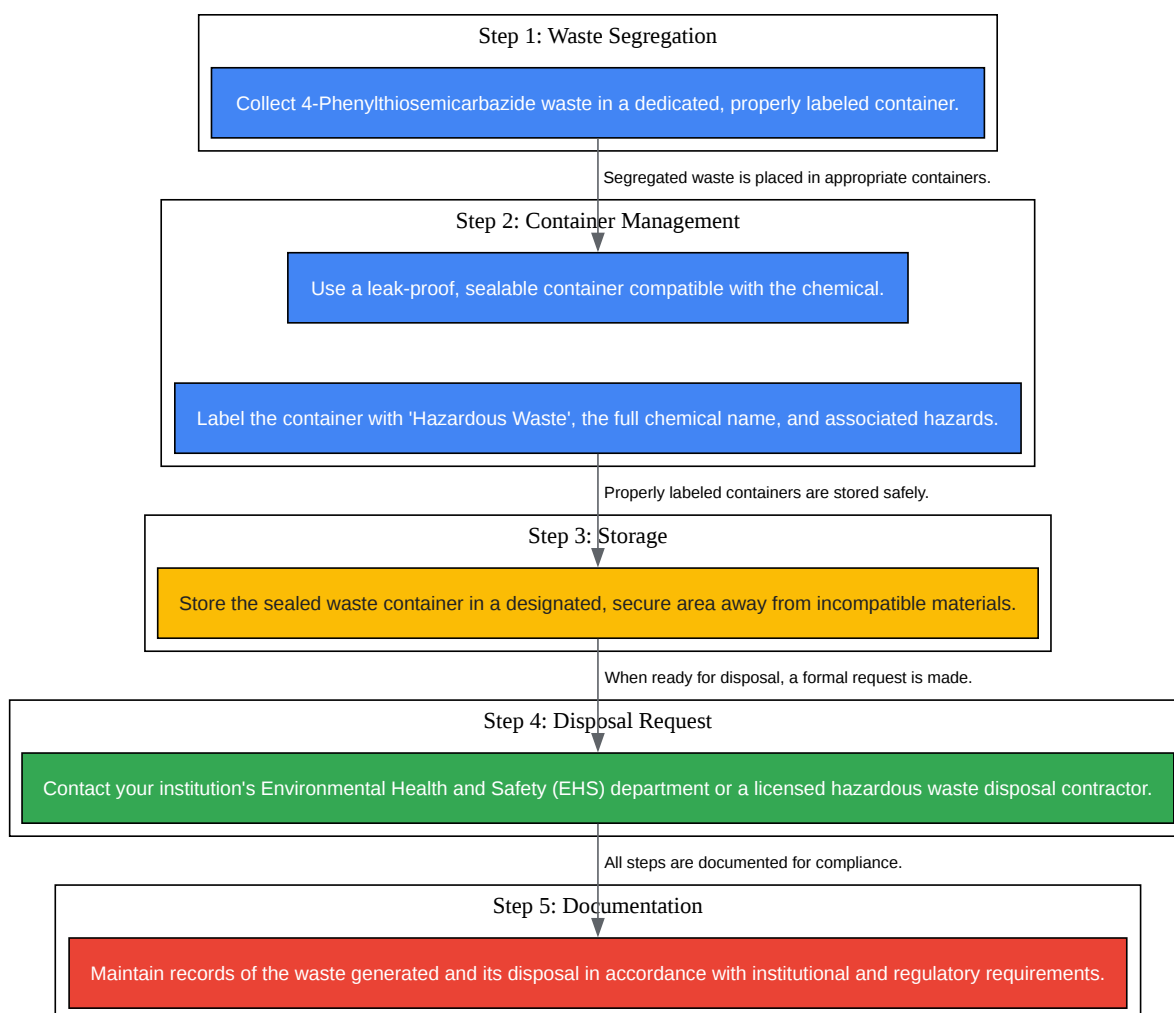 Step 1: Waste Segregation
Collect 4-Phenylthiosemicarbazide waste in a dedicated, properly labeled container.
Segregated waste is placed in appropriate containers.
Step 2: Container Management
Use a leak-proof, sealable container compatible with the chemical.
Label the container with 'Hazardous Waste', the full chemical name, and associated hazards.
Properly labeled containers are stored safely.
Step 3: Storage
Store the sealed waste container in a designated, secure area away from incompatible materials.
When ready for disposal, a formal request is made.
Step 4: Disposal Request
Contact your institution's Environmental Health and Safety (EHS) department or a licensed hazardous waste disposal contractor.
All steps are documented for compliance.
Step 5: Documentation
Maintain records of the waste generated and its disposal in accordance with institutional and regulatory requirements.